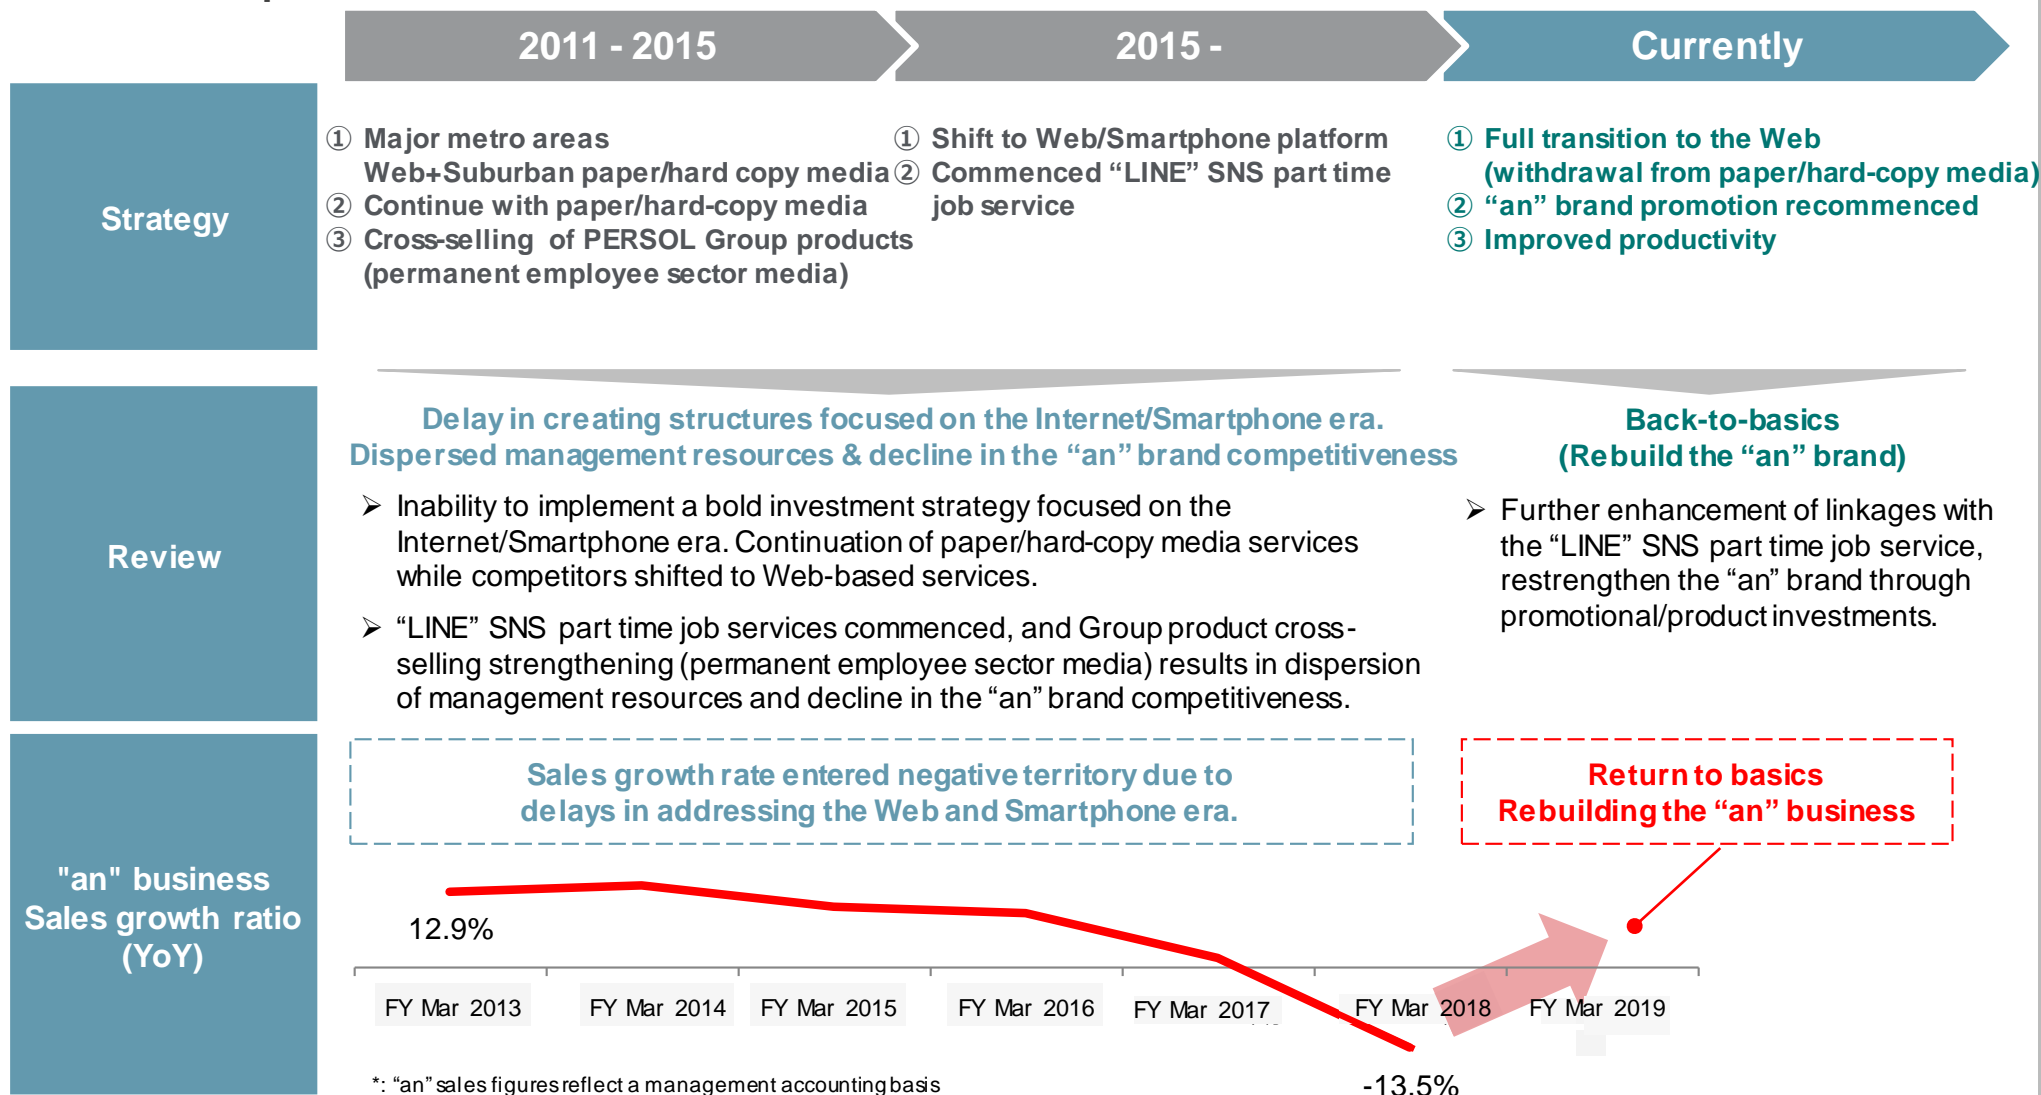 2011 - 2015
2015 -
Currently
Strategy
① Major metro areas
Web+Suburban paper/hard copy media
② Continue with paper/hard-copy media
③ Cross-selling of PERSOL Group products
(permanent employee sector media)
① Shift to Web/Smartphone platform
② Commenced “LINE” SNS part time
job service
① Full transition to the Web
(withdrawal from paper/hard-copy media)
② “an” brand promotion recommenced
③ Improved productivity
Review
Delay in creating structures focused on the Internet/Smartphone era.
Dispersed management resources & decline in the “an” brand competitiveness
➢ Inability to implement a bold investment strategy focused on the
Internet/Smartphone era. Continuation of paper/hard-copy media services
while competitors shifted to Web-based services.
➢ “LINE” SNS part time job services commenced, and Group product cross-
selling strengthening (permanent employee sector media) results in dispersion
of management resources and decline in the “an” brand competitiveness.
Back-to-basics
(Rebuild the “an” brand)
➢ Further enhancement of linkages with
the “LINE” SNS part time job service,
restrengthen the “an” brand through
promotional/product investments.
"an" business
Sales growth ratio
(YoY)
Sales growth rate entered negative territory due to
delays in addressing the Web and Smartphone era.
Return to basics
Rebuilding the “an” business
12.9%
FY Mar 2013
FY Mar 2014
FY Mar 2015
FY Mar 2016
FY Mar 2017
FY Mar 2018
FY Mar 2019
-13.5%
*: “an” sales figures reflect a management accounting basis